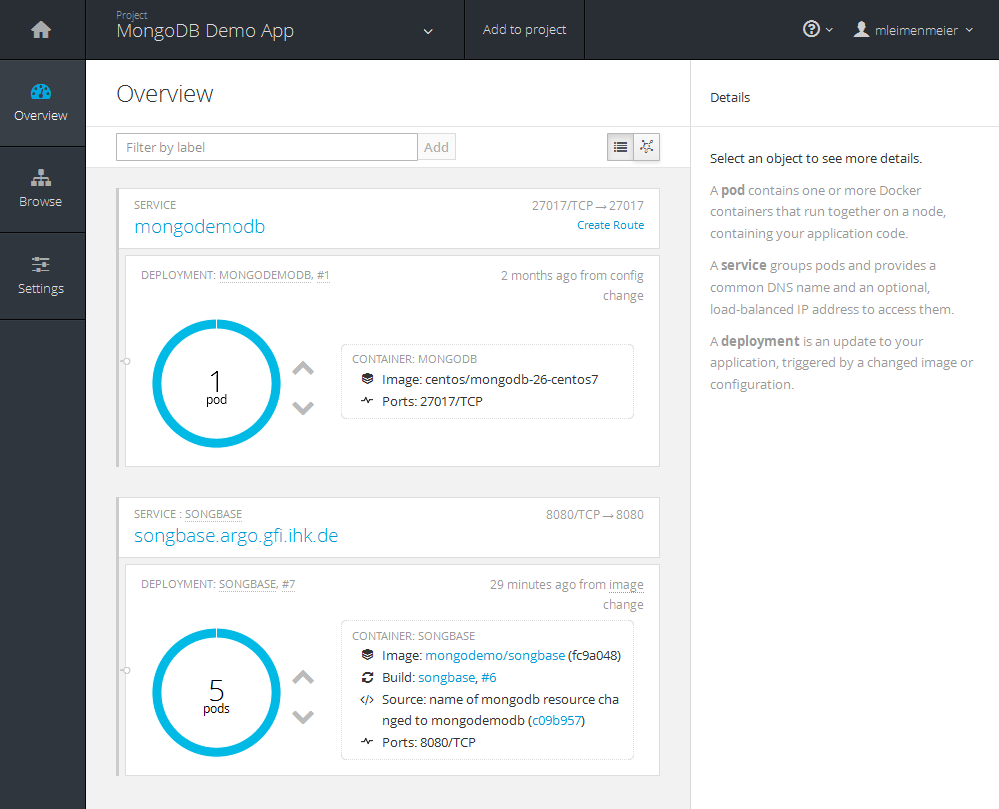 Project
MongoDB Demo App
Add to project
mleimenmeier
Overview
Browse
Settings
Overview
Filter by label
Add
SERVICE
mongodemodb
27017/TCP→27017
Create Route
DEPLOYMENT: MONGODEMODB, #1
2 months ago from config
change
1
pod
CONTAINER: MONGODB
Image: centos/mongodb-26-centos7
Ports: 27017/TCP
SERVICE : SONGBASE
songbase.argo.gfi.ihk.de
8080/TCP→8080
DEPLOYMENT: SONGBASE, #7
29 minutes ago from image
change
5
pods
CONTAINER: SONGBASE
Image: mongodemo/songbase (fc9a048)
Build: songbase, #6
Source: name of mongodb resource cha
nged to mongodemodb (c09b957)
Ports: 8080/TCP
Details
Select an object to see more details.
A pod contains one or more Docker
containers that run together on a node,
containing your application code.
A service groups pods and provides a
common DNS name and an optional,
load-balanced IP address to access them.
A deployment is an update to your
application, triggered by a changed image or
configuration.